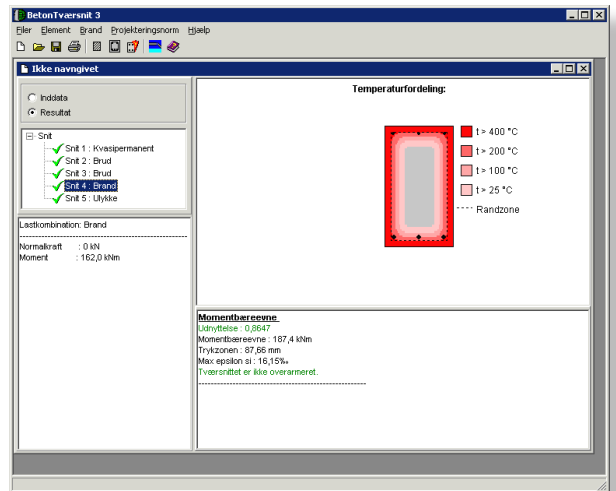 BetonTværsnit 3
Filer Element Brand Projekteringsnorm Hjælp
Ikke navngivet
Inddata
Resultat
Snit
Snit 1 : Kvasipermanent
Snit 2 : Brud
Snit 3 : Brud
Snit 4 : Brand
Snit 5 : Ulykke
Lastkombination: Brand
Normalkraft : 0 kN
Moment : 162,0 kNm
Temperaturfordeling:
t > 400 °C
t > 200 °C
t > 100 °C
t > 25 °C
Randzone
Momentbæreevne
Udnyttelse : 0,8647
Momentbæreevne : 187,4 kNm
Trykzonen : 87,66 mm
Max epsilon si : 16,15‰
Tværsnittet er ikke overarmeret.